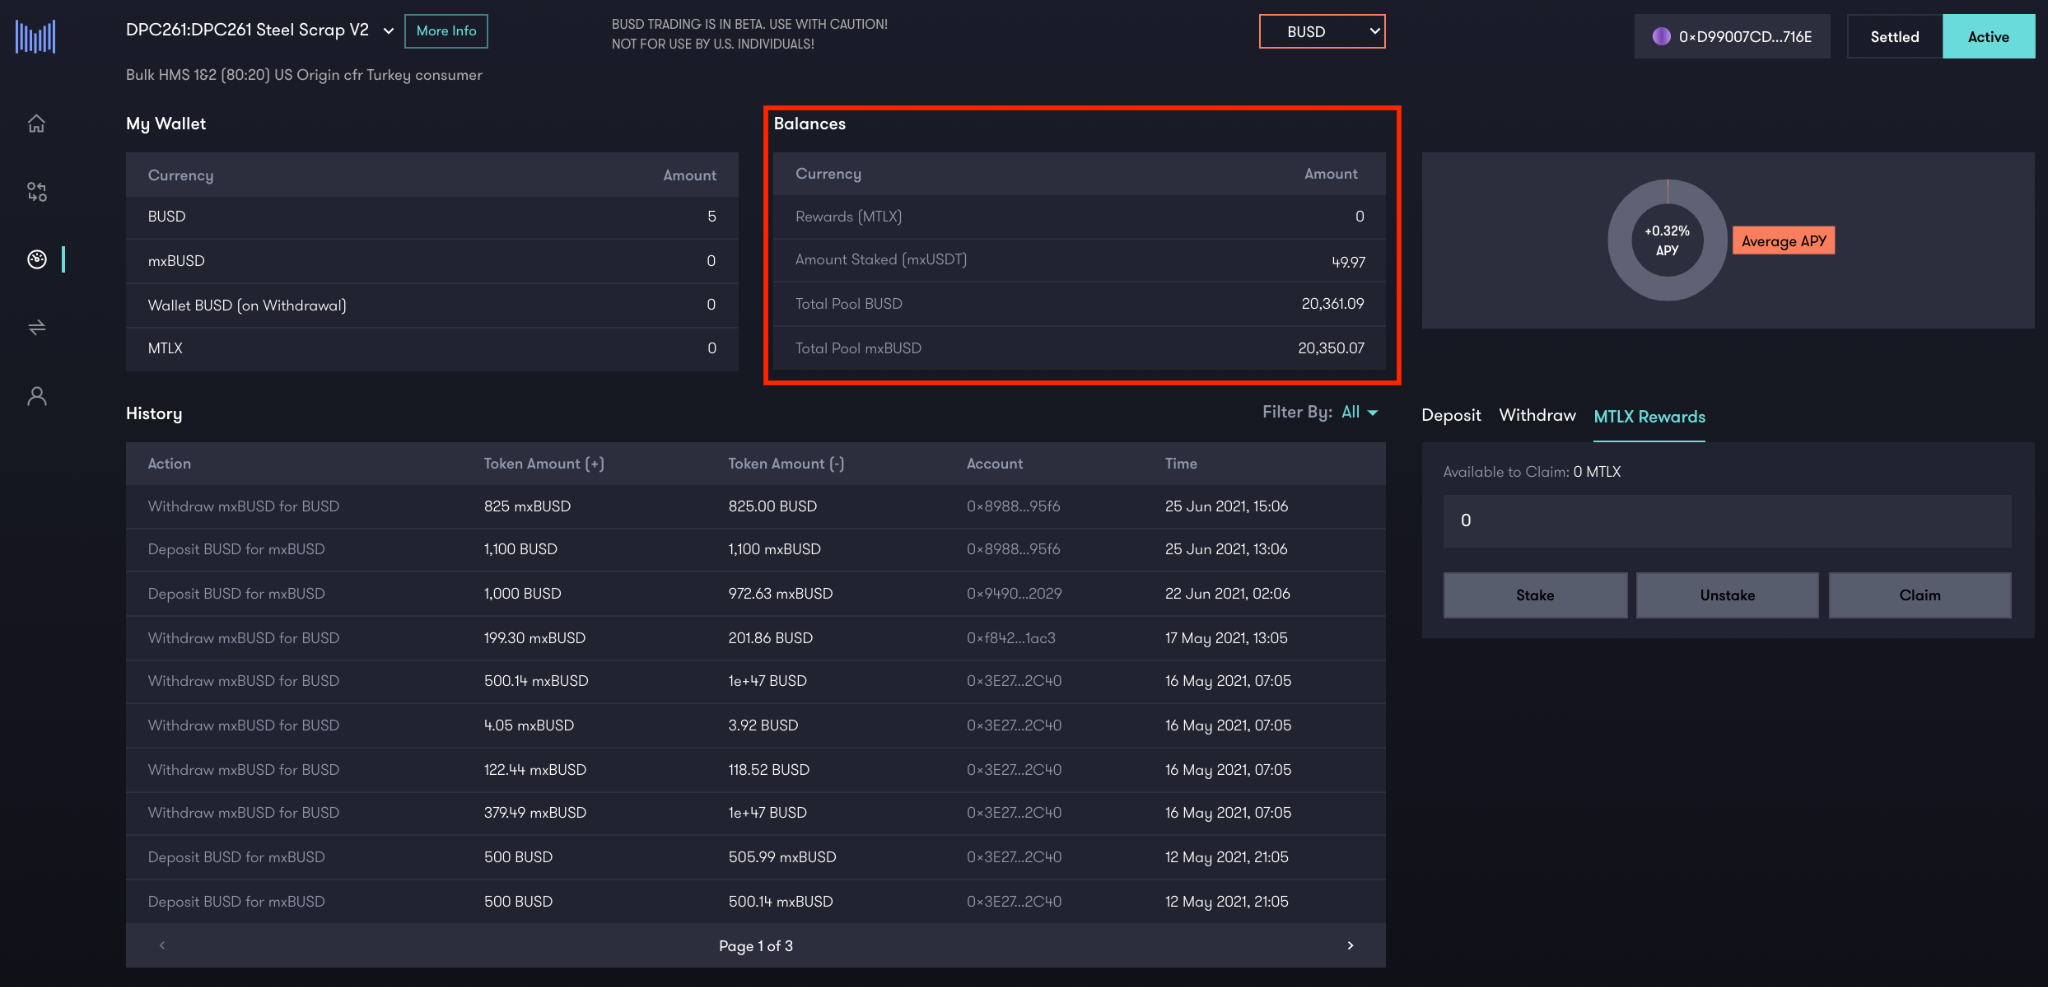 DPC261:DPC261 Steel Scrap V2
More Info
BUSD TRADING IS IN BETA. USE WITH CAUTION!
NOT FOR USE BY U.S. INDIVIDUALS!
BUSD
0×D99007CD...716E
Settled
Active
Bulk HMS 1&2 (80:20) US Origin cfr Turkey consumer
My Wallet
Currency Amount
BUSD 5
mxBUSD 0
Wallet BUSD (on Withdrawal) 0
MTLX 0
Balances
Currency Amount
Rewards (MTLX) 0
Amount Staked (mxUSDT) 49.97
Total Pool BUSD 20,361.09
Total Pool mxBUSD 20,350.07
+0.32%
APY
Average APY
History
Filter By: All
Action Token Amount (+) Token Amount (-) Account Time
Withdraw mxBUSD for BUSD 825 mxBUSD 825.00 BUSD 0×8988...95f6 25 Jun 2021, 15:06
Deposit BUSD for mxBUSD 1,100 BUSD 1,100 mxBUSD 0×8988...95f6 25 Jun 2021, 13:06
Deposit BUSD for mxBUSD 1,000 BUSD 972.63 mxBUSD 0×9490...2029 22 Jun 2021, 02:06
Withdraw mxBUSD for BUSD 199.30 mxBUSD 201.86 BUSD 0×f842...1ac3 17 May 2021, 13:05
Withdraw mxBUSD for BUSD 500.14 mxBUSD 1e+47 BUSD 0×3E27...2C40 16 May 2021, 07:05
Withdraw mxBUSD for BUSD 4.05 mxBUSD 3.92 BUSD 0×3E27...2C40 16 May 2021, 07:05
Withdraw mxBUSD for BUSD 122.44 mxBUSD 118.52 BUSD 0×3E27...2C40 16 May 2021, 07:05
Withdraw mxBUSD for BUSD 379.49 mxBUSD 1e+47 BUSD 0×3E27...2C40 16 May 2021, 07:05
Deposit BUSD for mxBUSD 500 BUSD 505.99 mxBUSD 0×3E27...2C40 12 May 2021, 21:05
Deposit BUSD for mxBUSD 500 BUSD 500.14 mxBUSD 0×3E27...2C40 12 May 2021, 21:05
Page 1 of 3
Deposit Withdraw MTLX Rewards
Available to Claim: 0 MTLX
0
Stake Unstake Claim